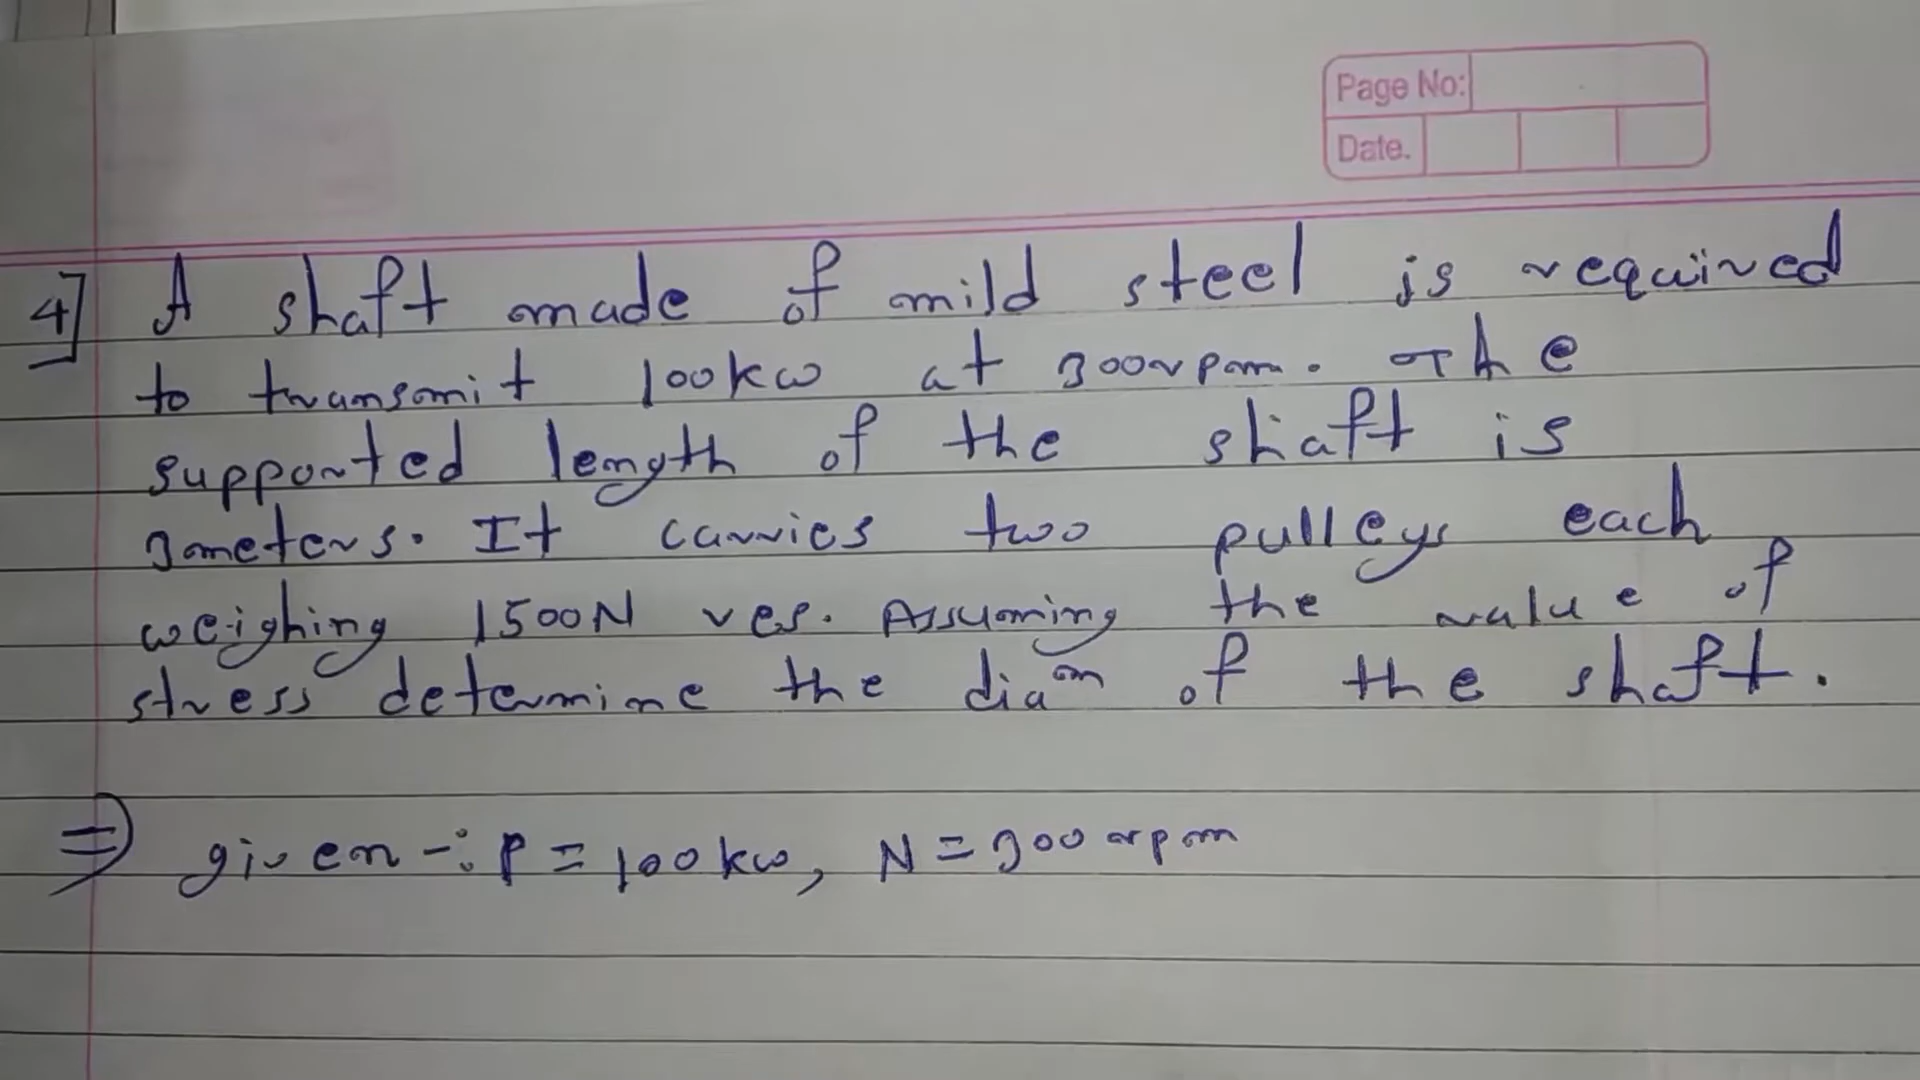 Page No:
Date.
4] A shaft made of mild steel is required
to transmit 100kw at 300rpm. The
supported length of the shaft is
3meters. It carries two pulleys each
weighing 1500N res. Assuming the value of
stress determine the diam of the shaft.
⇒ given -: P = 100kw, N = 300rpm